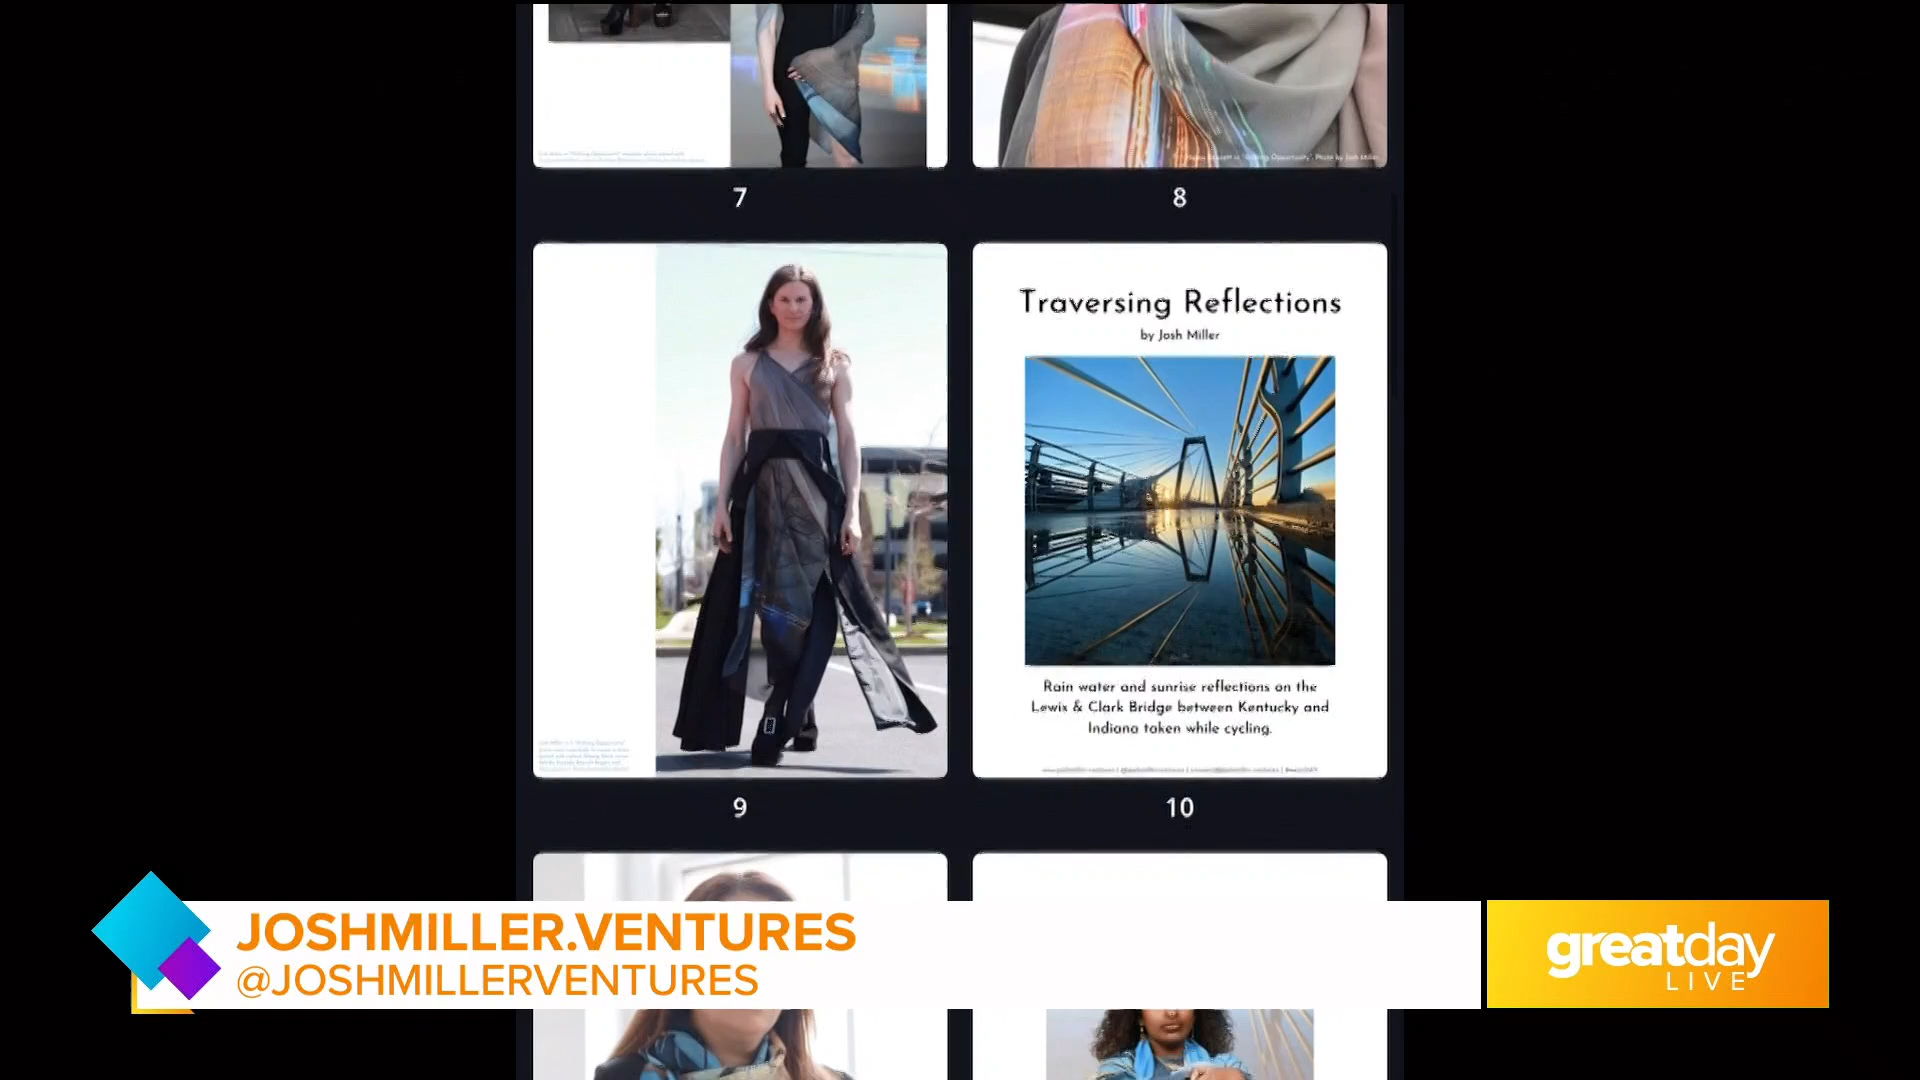 7
8
Traversing Reflections
by Josh Miller
Rain water and sunrise reflections on the
Lewis & Clark Bridge between Kentucky and
Indiana taken while cycling.
9
10
JOSHMILLER.VENTURES
@JOSHMILLERVENTURES
greatday
LIVE